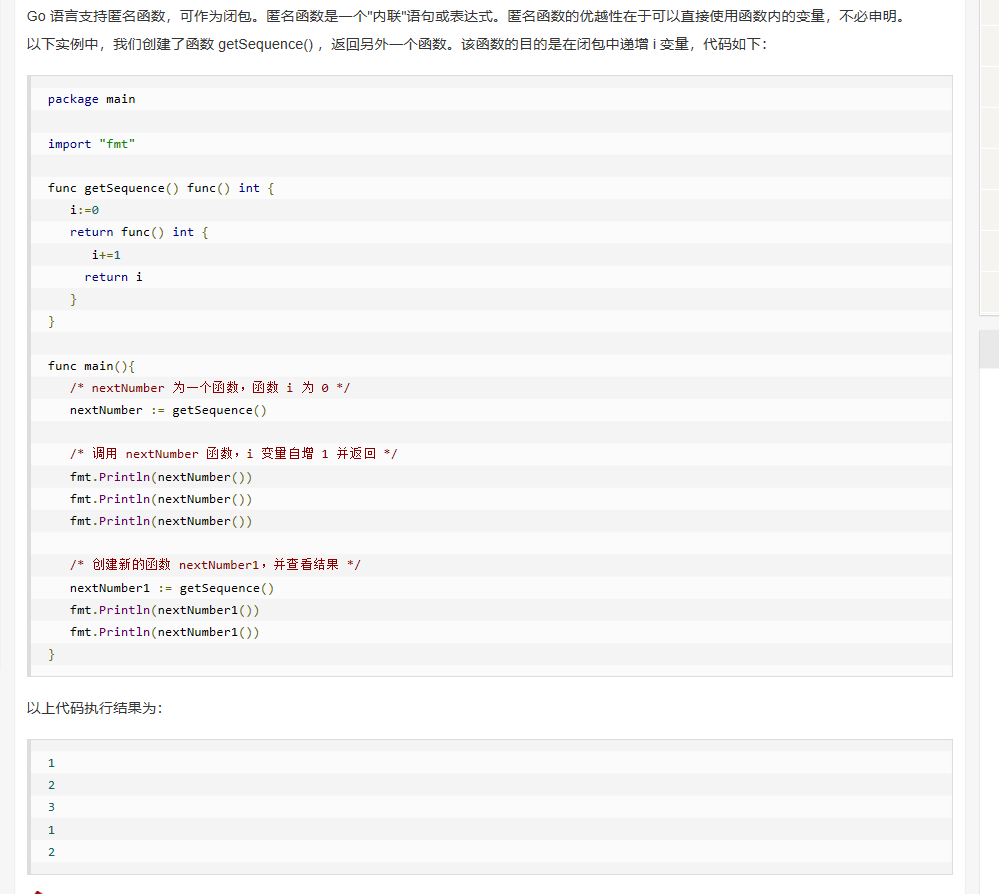 Go 语言支持匿名函数，可作为闭包。匿名函数是一个"内联"语句或表达式。匿名函数的优越性在于可以直接使用函数内的变量，不必申明。
以下实例中，我们创建了函数 getSequence() ，返回另外一个函数。该函数的目的是在闭包中递增 i 变量，代码如下：
package main
import "fmt"
func getSequence() func() int {
   i:=0
   return func() int {
      i+=1
     return i
   }
}
func main(){
   /* nextNumber 为一个函数，函数 i 为 0 */
   nextNumber := getSequence()
   /* 调用 nextNumber 函数，i 变量自增 1 并返回 */
   fmt.Println(nextNumber())
   fmt.Println(nextNumber())
   fmt.Println(nextNumber())
   /* 创建新的函数 nextNumber1，并查看结果 */
   nextNumber1 := getSequence()
   fmt.Println(nextNumber1())
   fmt.Println(nextNumber1())
}
以上代码执行结果为：
1
2
3
1
2